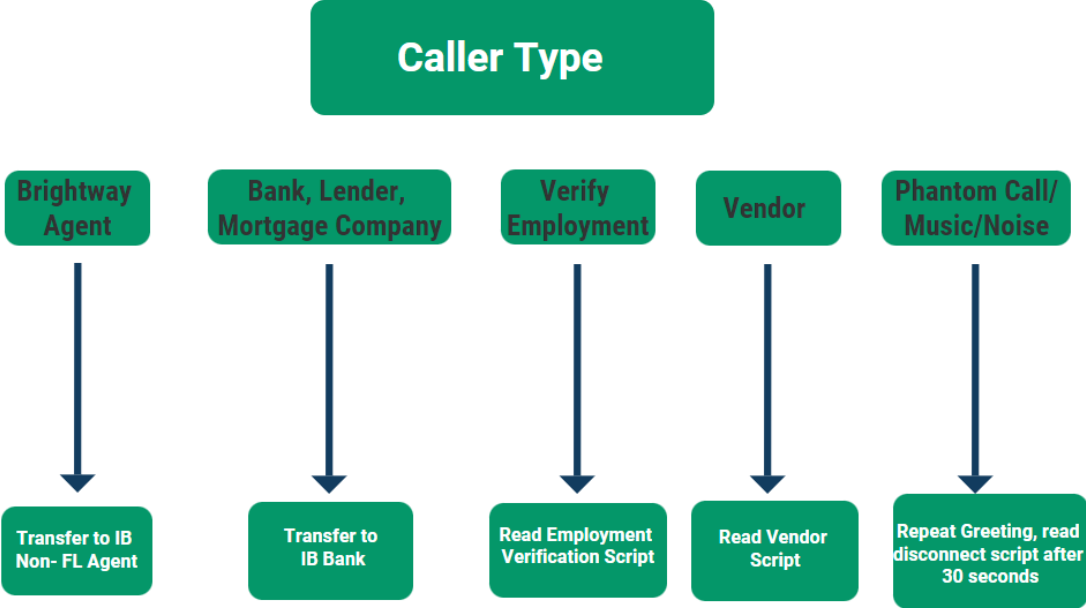 Caller Type
Brightway
Agent
Bank, Lender,
Mortgage Company
Verify
Employment
Vendor
Phantom Call/
Music/Noise
Transfer to IB
Non- FL Agent
Transfer to
IB Bank
Read Employment
Verification Script
Read Vendor
Script
Repeat Greeting, read
disconnect script after
30 seconds